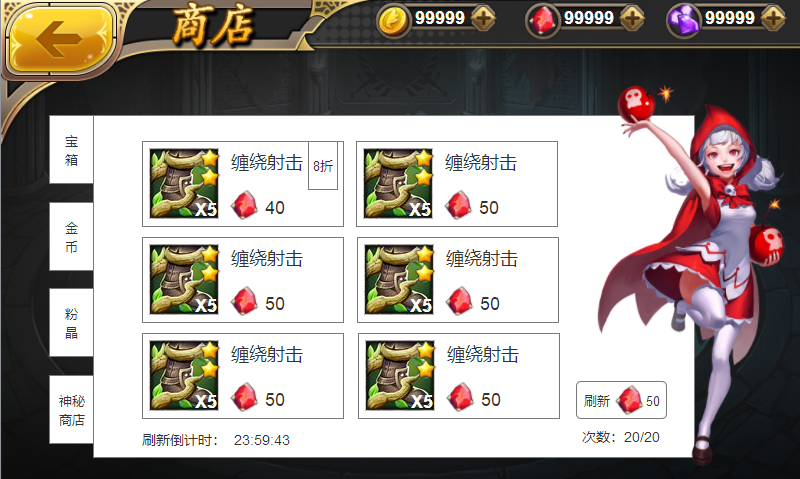 商店
99999
99999
99999
宝
箱
金
币
粉
晶
神秘
商店
缠绕射击
8折
X5
40
缠绕射击
X5
50
缠绕射击
X5
50
缠绕射击
X5
50
缠绕射击
X5
50
缠绕射击
X5
50
刷新 50
刷新倒计时： 23:59:43
次数：20/20